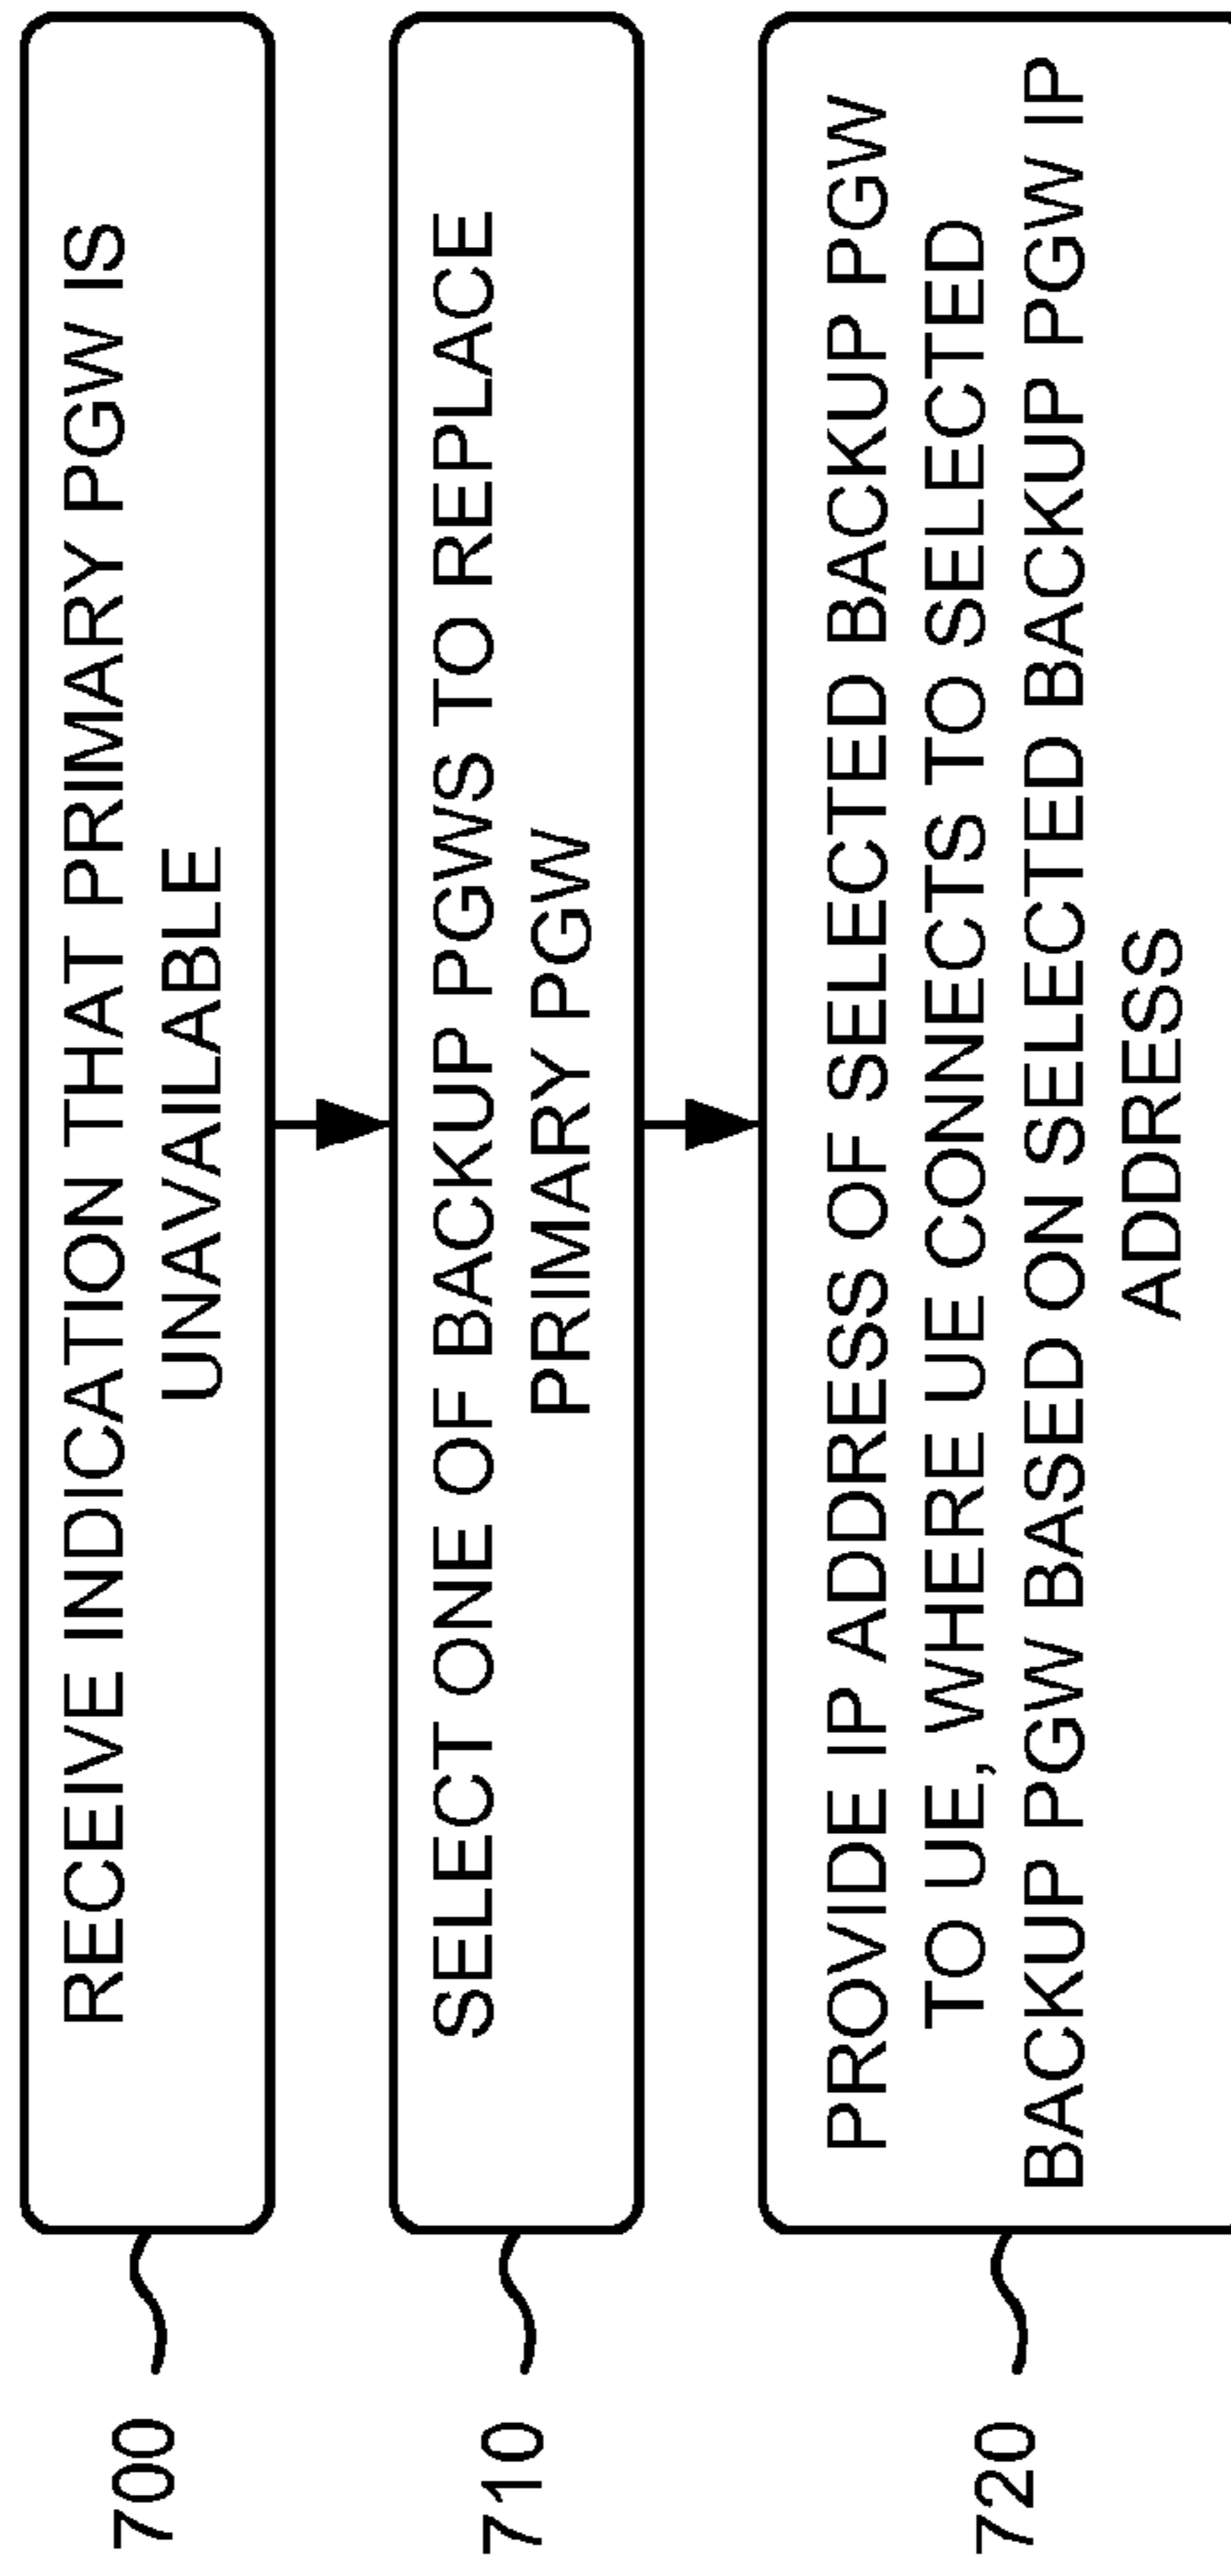 700
RECEIVE INDICATION THAT PRIMARY PGW IS
UNAVAILABLE
710
SELECT ONE OF BACKUP PGWS TO REPLACE
PRIMARY PGW
720
PROVIDE IP ADDRESS OF SELECTED BACKUP PGW
TO UE, WHERE UE CONNECTS TO SELECTED
BACKUP PGW BASED ON SELECTED BACKUP PGW IP
ADDRESS